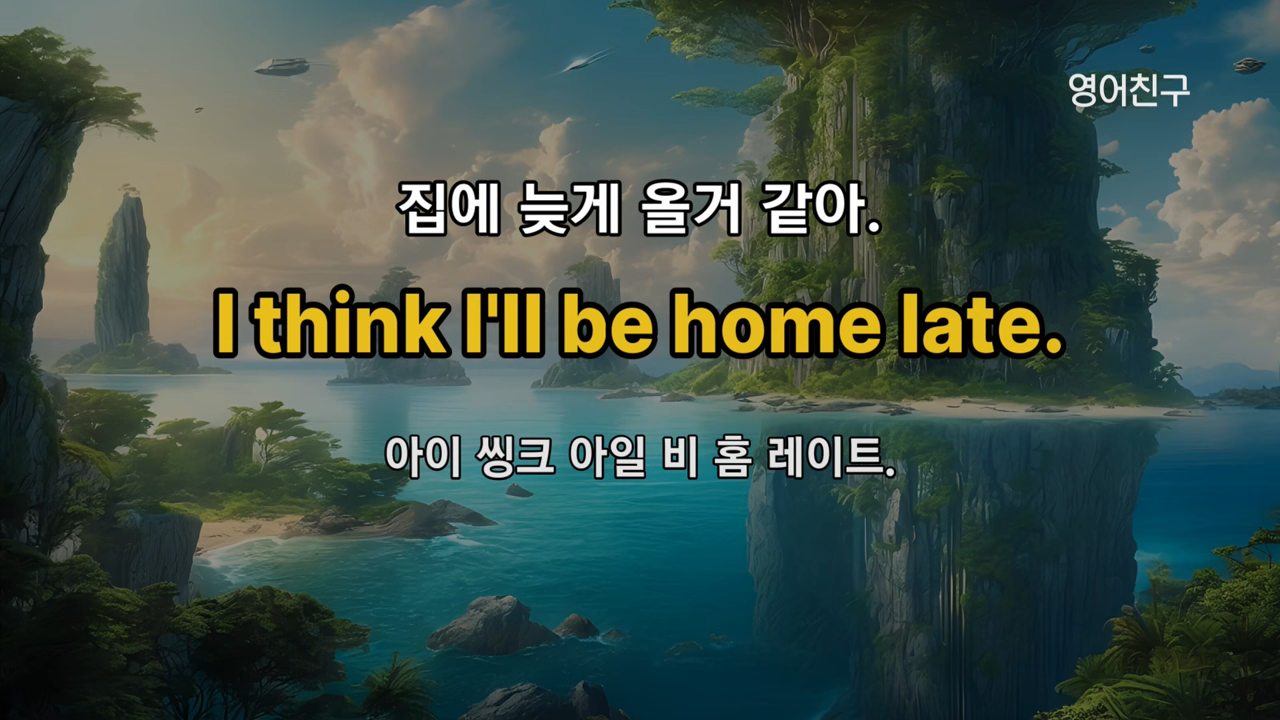 영어친구
집에 늦게 올거 같아.
I think I'll be home late.
아이 씽크 아일 비 홈 레이트.